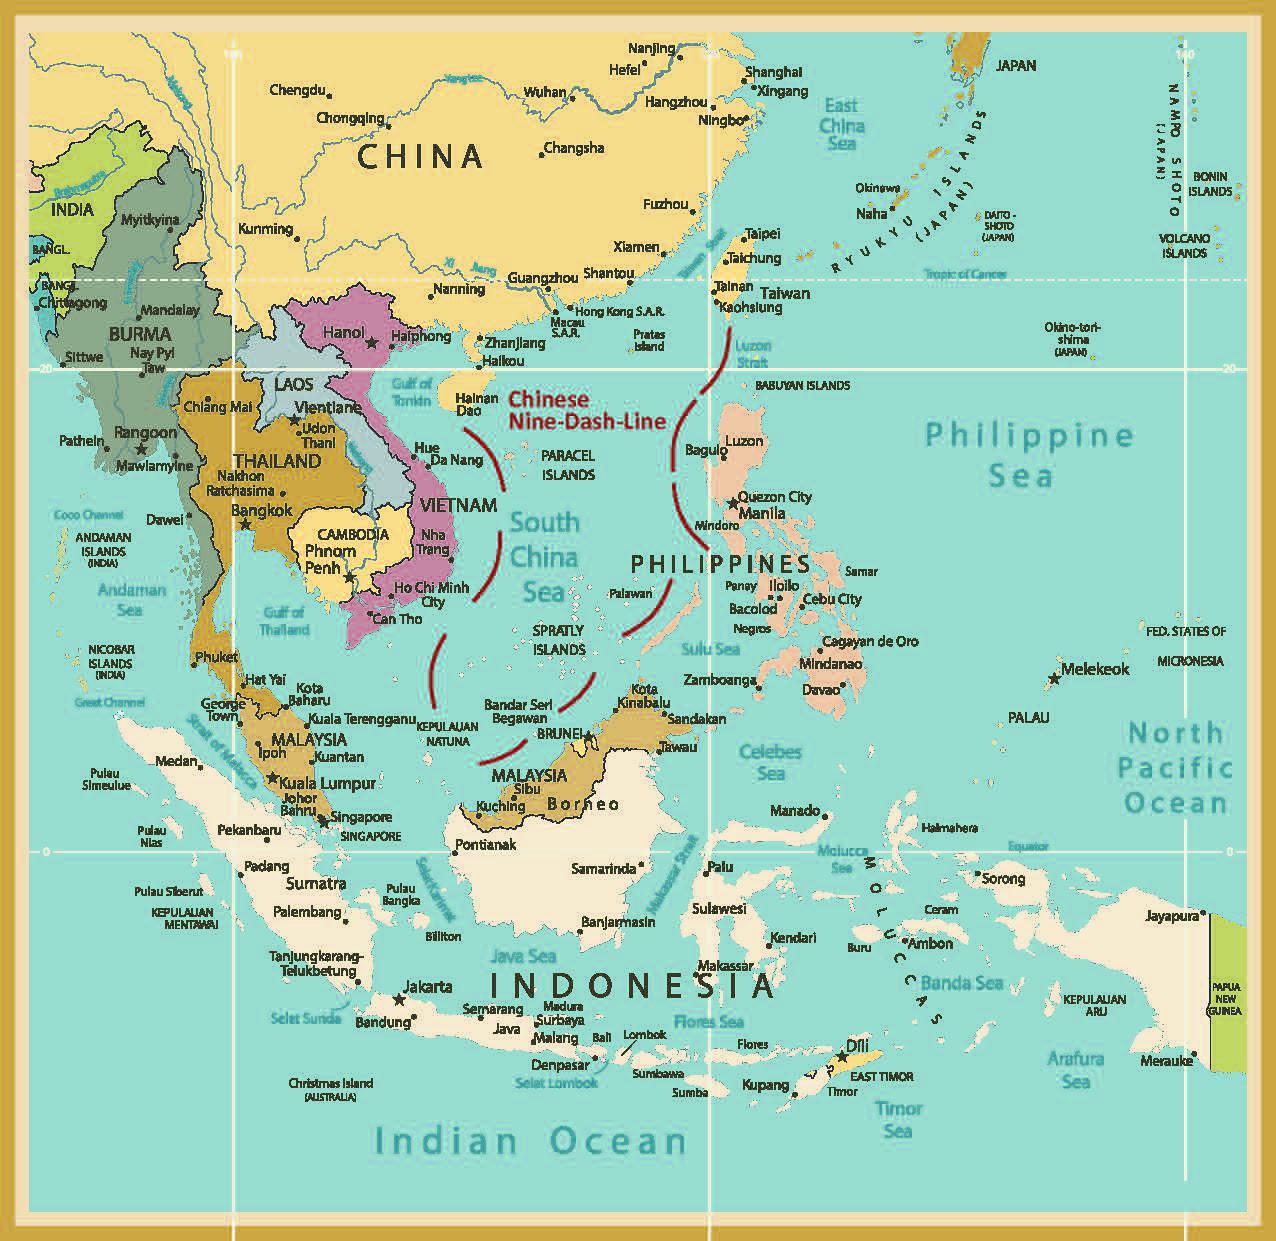 Nanjing
Hefei
Shanghai
Xingang
JAPAN
100
140
Chengdu
Wuhan
Hangzhou
Ningbo
Yangtze
Mekong
East
China
Sea
NAMPO SHOTO
(JAPAN)
Chongqing
CHINA
Changsha
RYUKYU ISLANDS
(JAPAN)
Okinawa
Naha
BONIN
ISLANDS
Brahmaputra
INDIA
Myitkyina
Kunming
Fuzhou
DAITO -
SHOTO
(JAPAN)
VOLCANO
ISLANDS
BANGL.
Xiamen
Taipei
Taichung
Taiwan Strait
Xi Jiang
Guangzhou
Shantou
Tropic of Cancer
BANGL.
Chittagong
Mandalay
Nanning
Tainan
Taiwan
Kaohsiung
Macau
S.A.R.
Hong Kong S.A.R.
BURMA
Hanoi
Haiphong
Zhanjiang
Pratas
Island
Luzon
Strait
Okino-tori-
shima
(JAPAN)
Sittwe
Nay Pyi
Taw
Haikou
20
20
LAOS
Gulf of
Tonkin
Hainan
Dao
Chinese
Nine-Dash-Line
BABUYAN ISLANDS
Chiang Mai
Vientiane
Udon
Thani
Pathein
Rangoon
Mawlamyine
THAILAND
Mekong
Hue
Da Nang
PARACEL
ISLANDS
Luzon
Baguio
Philippine
Sea
Nakhon
Ratchasima
Bangkok
VIETNAM
Quezon City
Manila
Mindoro
Coco Channel
Dawei
ANDAMAN
ISLANDS
(INDIA)
CAMBODIA
Phnom
Penh
Nha
Trang
South
China
Sea
PHILIPPINES
Samar
Andaman
Sea
Ho Chi Minh
City
Can Tho
Palawan
Panay
Iloilo
Bacolod
Cebu City
Negros
Gulf of
Thailand
SPRATLY
ISLANDS
Sulu Sea
Cagayan de Oro
Mindanao
Zamboanga
Davao
FED. STATES OF
MICRONESIA
NICOBAR
ISLANDS
(INDIA)
Great Channel
Phuket
Hat Yai
Kota
Baharu
George
Town
Kuala Terengganu
KEPULAUAN
NATUNA
Bandar Seri
Begawan
BRUNEI
Kota
Kinabalu
Sandakan
Tawau
Melekeok
PALAU
MALAYSIA
Ipoh
Kuantan
Strait of Malacca
Medan
Kuala Lumpur
Johor
Bahru
Singapore
SINGAPORE
MALAYSIA
Sibu
Kuching
Borneo
Celebes
Sea
North
Pacific
Ocean
Pulau
Simeulue
Pulau
Nias
Pekanbaru
Pontianak
Manado
Halmahera
Molucca
Sea
Equator
0
0
Padang
Sumatra
Pulau Siberut
KEPULAUAN
MENTAWAI
Palembang
Pulau
Bangka
Billiton
Selat Karimat
Samarinda
Makassar Strait
Palu
Sulawesi
Banjarmasin
MOLUCCAS
Sorong
Ceram
Buru
Ambon
Jayapura
Tanjungkarang-
Telukbetung
Java Sea
Kendari
Makassar
INDONESIA
Banda Sea
KEPULAUAN
ARU
PAPUA
NEW
GUINEA
Selat Sunda
Jakarta
Bandung
Semarang
Java
Madura
Surbaya
Malang
Bali
Denpasar
Selat Lombok
Lombok
Flores Sea
Flores
Sumbawa
Sumba
Dili
EAST TIMOR
Kupang
Timor
Arafura
Sea
Merauke
Christmas Island
(AUSTRALIA)
Timor
Sea
Indian Ocean